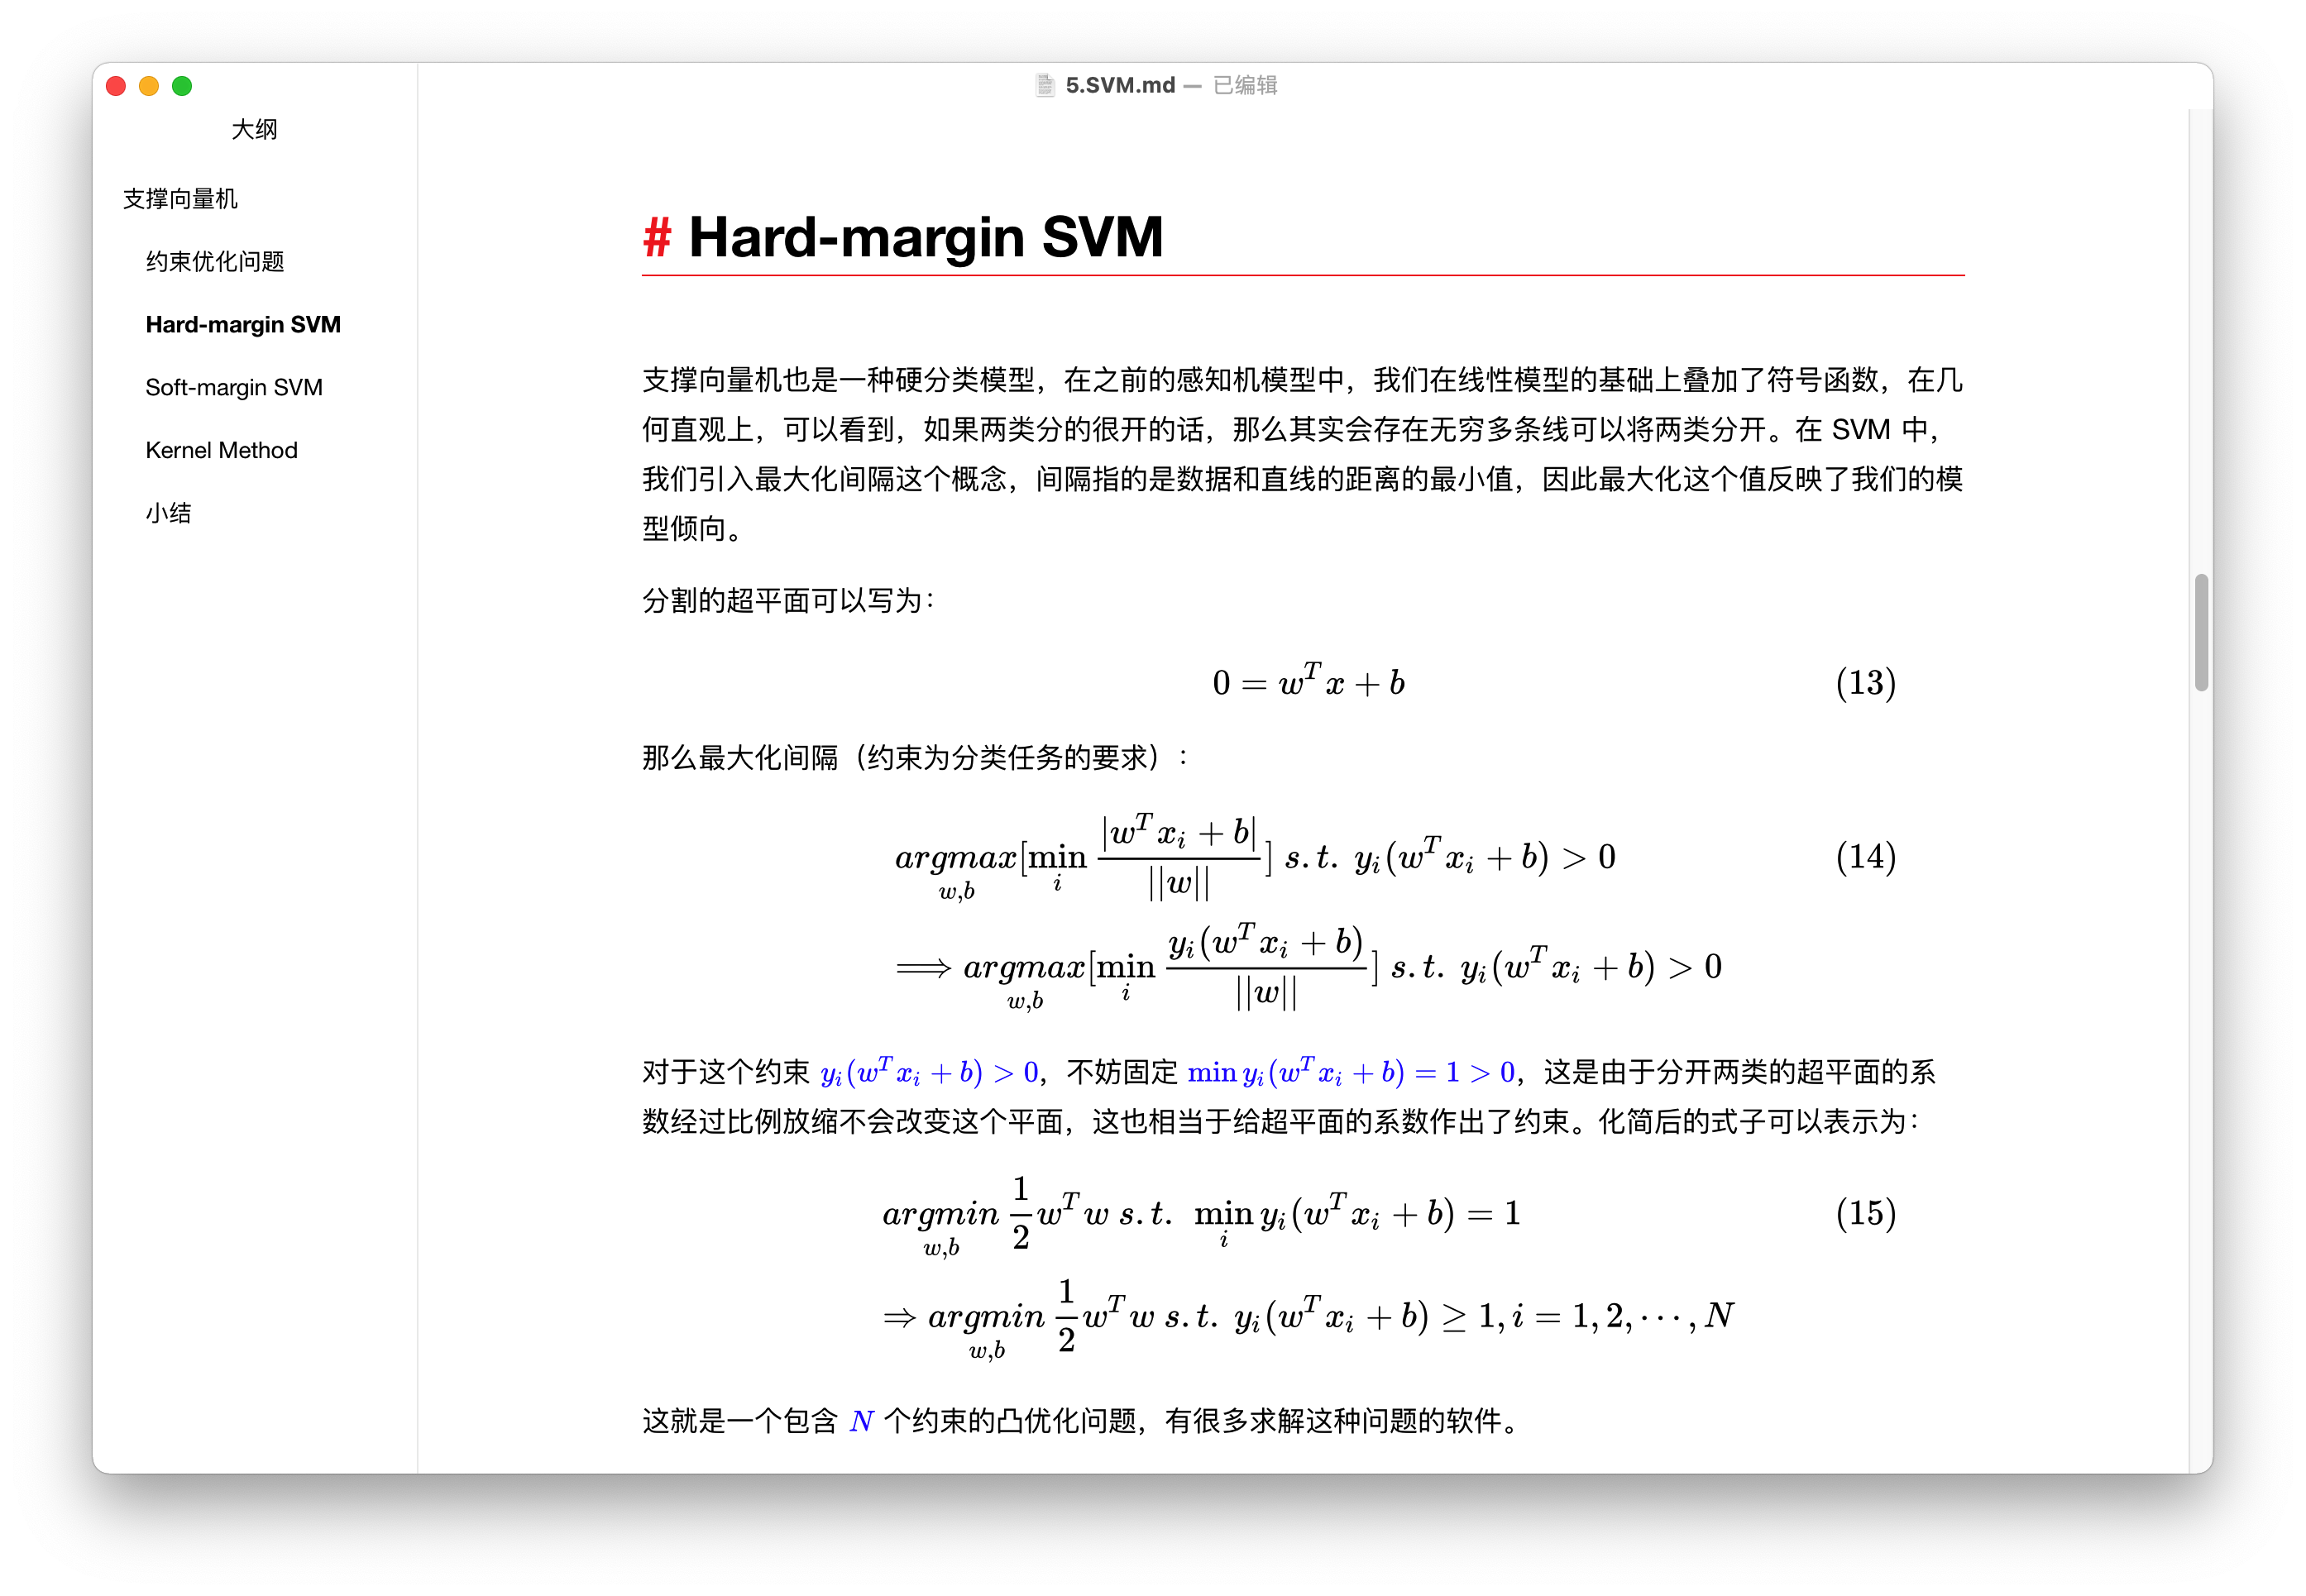 5.SVM.md — 已编辑
大纲
支撑向量机
约束优化问题
Hard-margin SVM
Soft-margin SVM
Kernel Method
小结
# Hard-margin SVM
支撑向量机也是一种硬分类模型，在之前的感知机模型中，我们在线性模型的基础上叠加了符号函数，在几
何直观上，可以看到，如果两类分的很开的话，那么其实会存在无穷多条线可以将两类分开。在 SVM 中，
我们引入最大化间隔这个概念，间隔指的是数据和直线的距离的最小值，因此最大化这个值反映了我们的模
型倾向。
分割的超平面可以写为：
$0 = w^T x + b$ (13)
那么最大化间隔（约束为分类任务的要求）：
$\underset{w,b}{argmax}[\min_i \frac{|w^T x_i + b|}{||w||}]\ s.t.\ y_i(w^T x_i + b) > 0$ (14)
$\Longrightarrow \underset{w,b}{argmax}[\min_i \frac{y_i(w^T x_i + b)}{||w||}]\ s.t.\ y_i(w^T x_i + b) > 0$
对于这个约束 $y_i(w^T x_i + b) > 0$，不妨固定 $\min y_i(w^T x_i + b) = 1 > 0$，这是由于分开两类的超平面的系
数经过比例放缩不会改变这个平面，这也相当于给超平面的系数作出了约束。化简后的式子可以表示为：
$\underset{w,b}{argmin} \frac{1}{2} w^T w\ s.t.\ \min_i y_i(w^T x_i + b) = 1$ (15)
$\Rightarrow \underset{w,b}{argmin} \frac{1}{2} w^T w\ s.t.\ y_i(w^T x_i + b) \geq 1, i = 1, 2, \cdots, N$
这就是一个包含 $N$ 个约束的凸优化问题，有很多求解这种问题的软件。